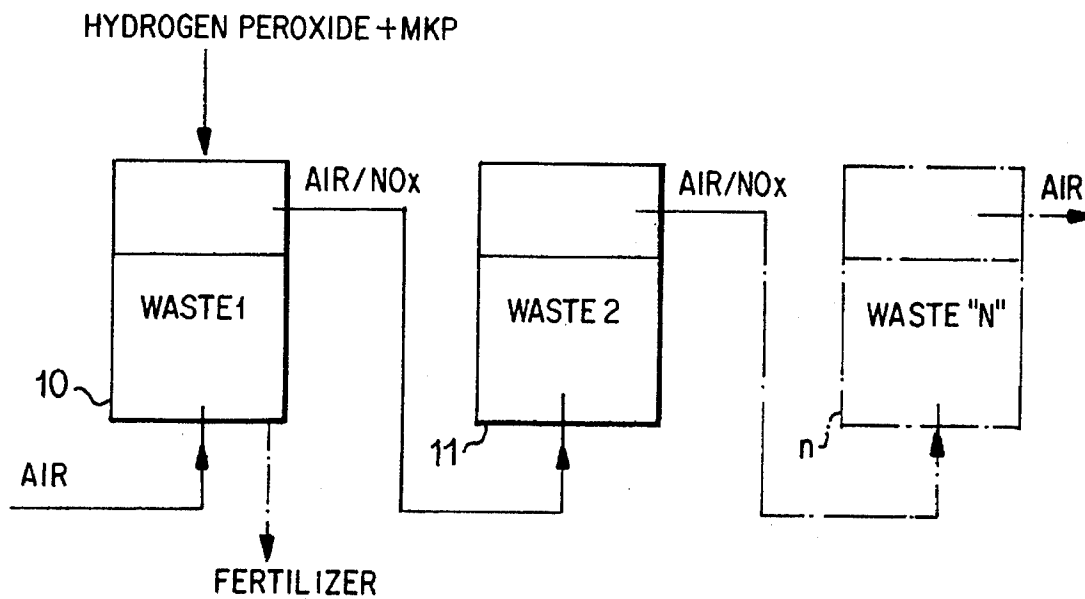 HYDROGEN PEROXIDE+MKP
AIR/NOx
AIR/NOx
AIR
WASTE1
WASTE 2
WASTE "N"
10
11
n
AIR
FERTILIZER